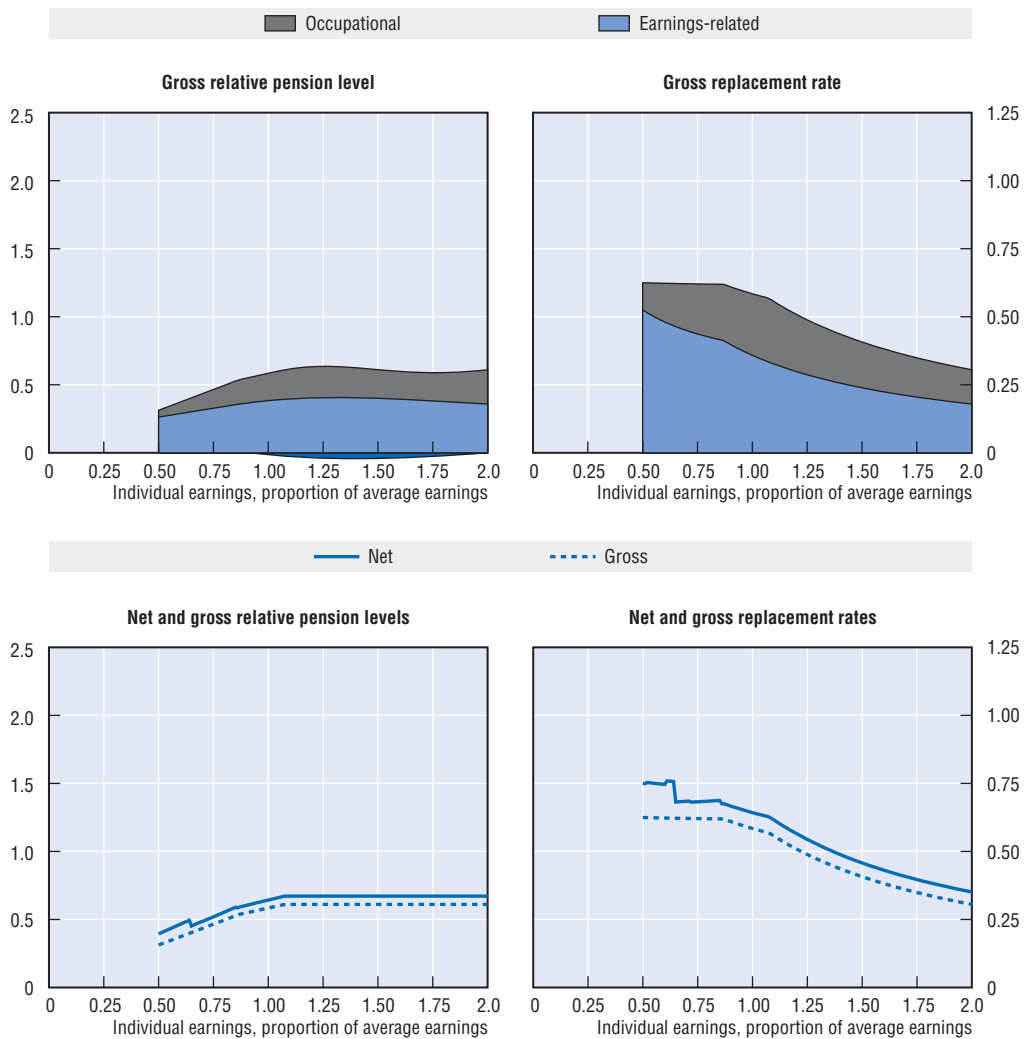 Occupational Earnings-related
Gross relative pension level
2.5
2.0
1.5
1.0
0.5
0
0 0.25 0.50 0.75 1.00 1.25 1.50 1.75 2.0
Individual earnings, proportion of average earnings
Gross replacement rate
1.25
1.00
0.75
0.50
0.25
0
0 0.25 0.50 0.75 1.00 1.25 1.50 1.75 2.0
Individual earnings, proportion of average earnings
Net Gross
Net and gross relative pension levels
2.5
2.0
1.5
1.0
0.5
0
0 0.25 0.50 0.75 1.00 1.25 1.50 1.75 2.0
Individual earnings, proportion of average earnings
Net and gross replacement rates
1.25
1.00
0.75
0.50
0.25
0
0 0.25 0.50 0.75 1.00 1.25 1.50 1.75 2.0
Individual earnings, proportion of average earnings